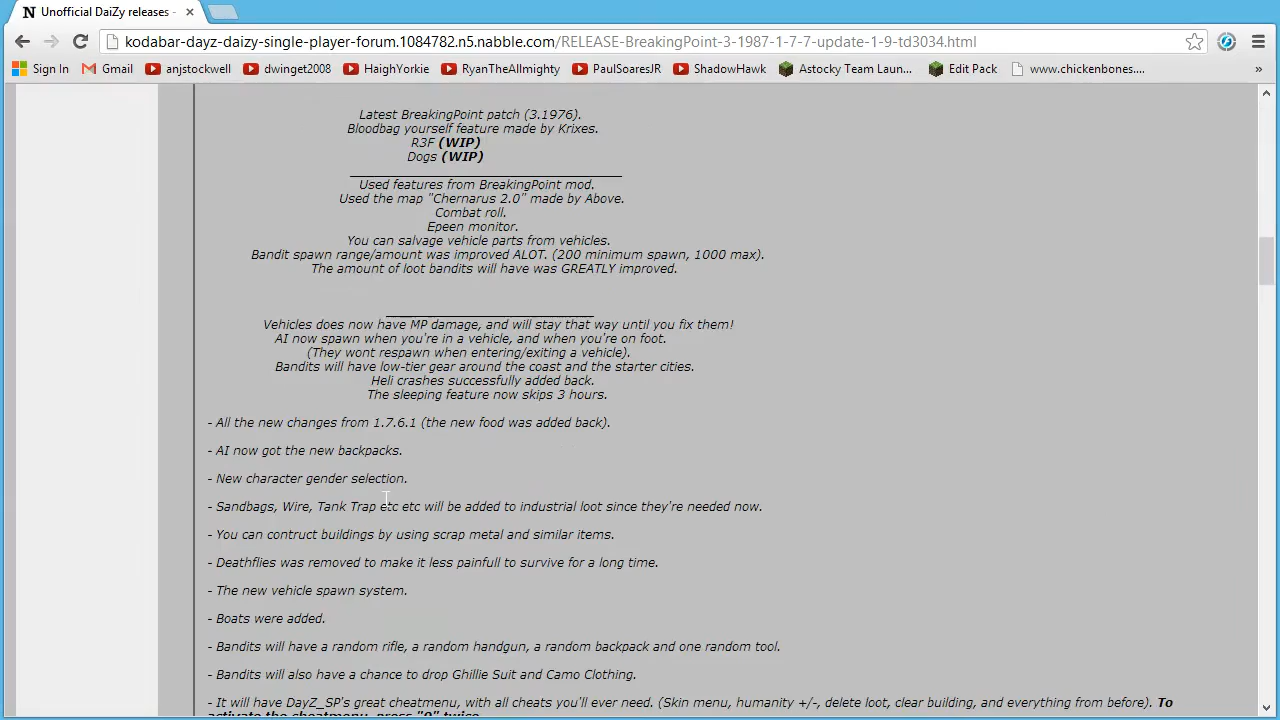 Unofficial DaiZy releases -
kodabar-dayz-daizy-single-player-forum.1084782.n5.nabble.com/RELEASE-BreakingPoint-3-1987-1-7-7-update-1-9-td3034.html
Sign In Gmail anjstockwell dwinget2008 HaighYorkie RyanTheAllmighty PaulSoaresJR ShadowHawk Astocky Team Laun... Edit Pack www.chickenbones.... »
Latest BreakingPoint patch (3.1976).
Bloodbag yourself feature made by Krixes.
R3F (WIP)
Dogs (WIP)
Used features from BreakingPoint mod.
Used the map "Chernarus 2.0" made by Above.
Combat roll.
Epeen monitor.
You can salvage vehicle parts from vehicles.
Bandit spawn range/amount was improved ALOT. (200 minimum spawn, 1000 max).
The amount of loot bandits will have was GREATLY improved.
Vehicles does now have MP damage, and will stay that way until you fix them!
AI now spawn when you're in a vehicle, and when you're on foot.
(They wont respawn when entering/exiting a vehicle).
Bandits will have low-tier gear around the coast and the starter cities.
Heli crashes successfully added back.
The sleeping feature now skips 3 hours.
- All the new changes from 1.7.6.1 (the new food was added back).
- AI now got the new backpacks.
- New character gender selection.
- Sandbags, Wire, Tank Trap etc etc will be added to industrial loot since they're needed now.
- You can contruct buildings by using scrap metal and similar items.
- Deathflies was removed to make it less painfull to survive for a long time.
- The new vehicle spawn system.
- Boats were added.
- Bandits will have a random rifle, a random handgun, a random backpack and one random tool.
- Bandits will also have a chance to drop Ghillie Suit and Camo Clothing.
- It will have DayZ_SP's great cheatmenu, with all cheats you'll ever need. (Skin menu, humanity +/-, delete loot, clear building, and everything from before). To
activate the cheatmenu, press "0" twice